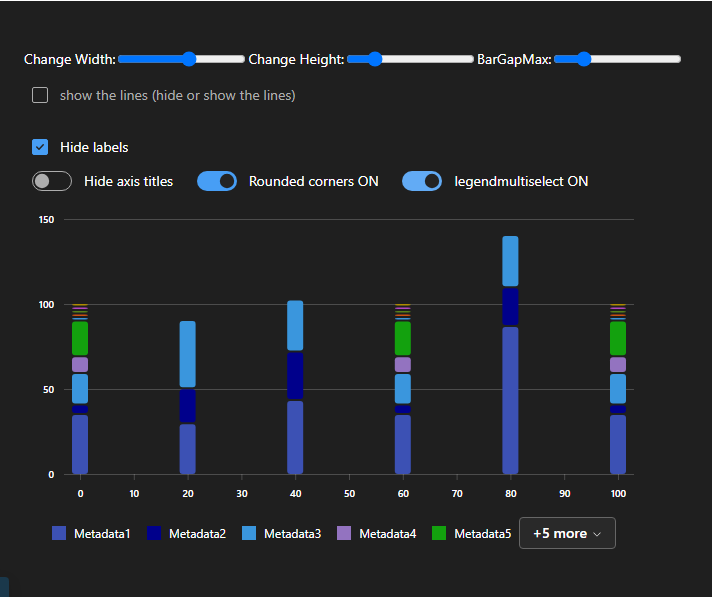 Change Width: Change Height: BarGapMax:
show the lines (hide or show the lines)
Hide labels
Hide axis titles Rounded corners ON legendmultiselect ON
150
100
50
0
0 10 20 30 40 50 60 70 80 90 100
Metadata1 Metadata2 Metadata3 Metadata4 Metadata5 +5 more